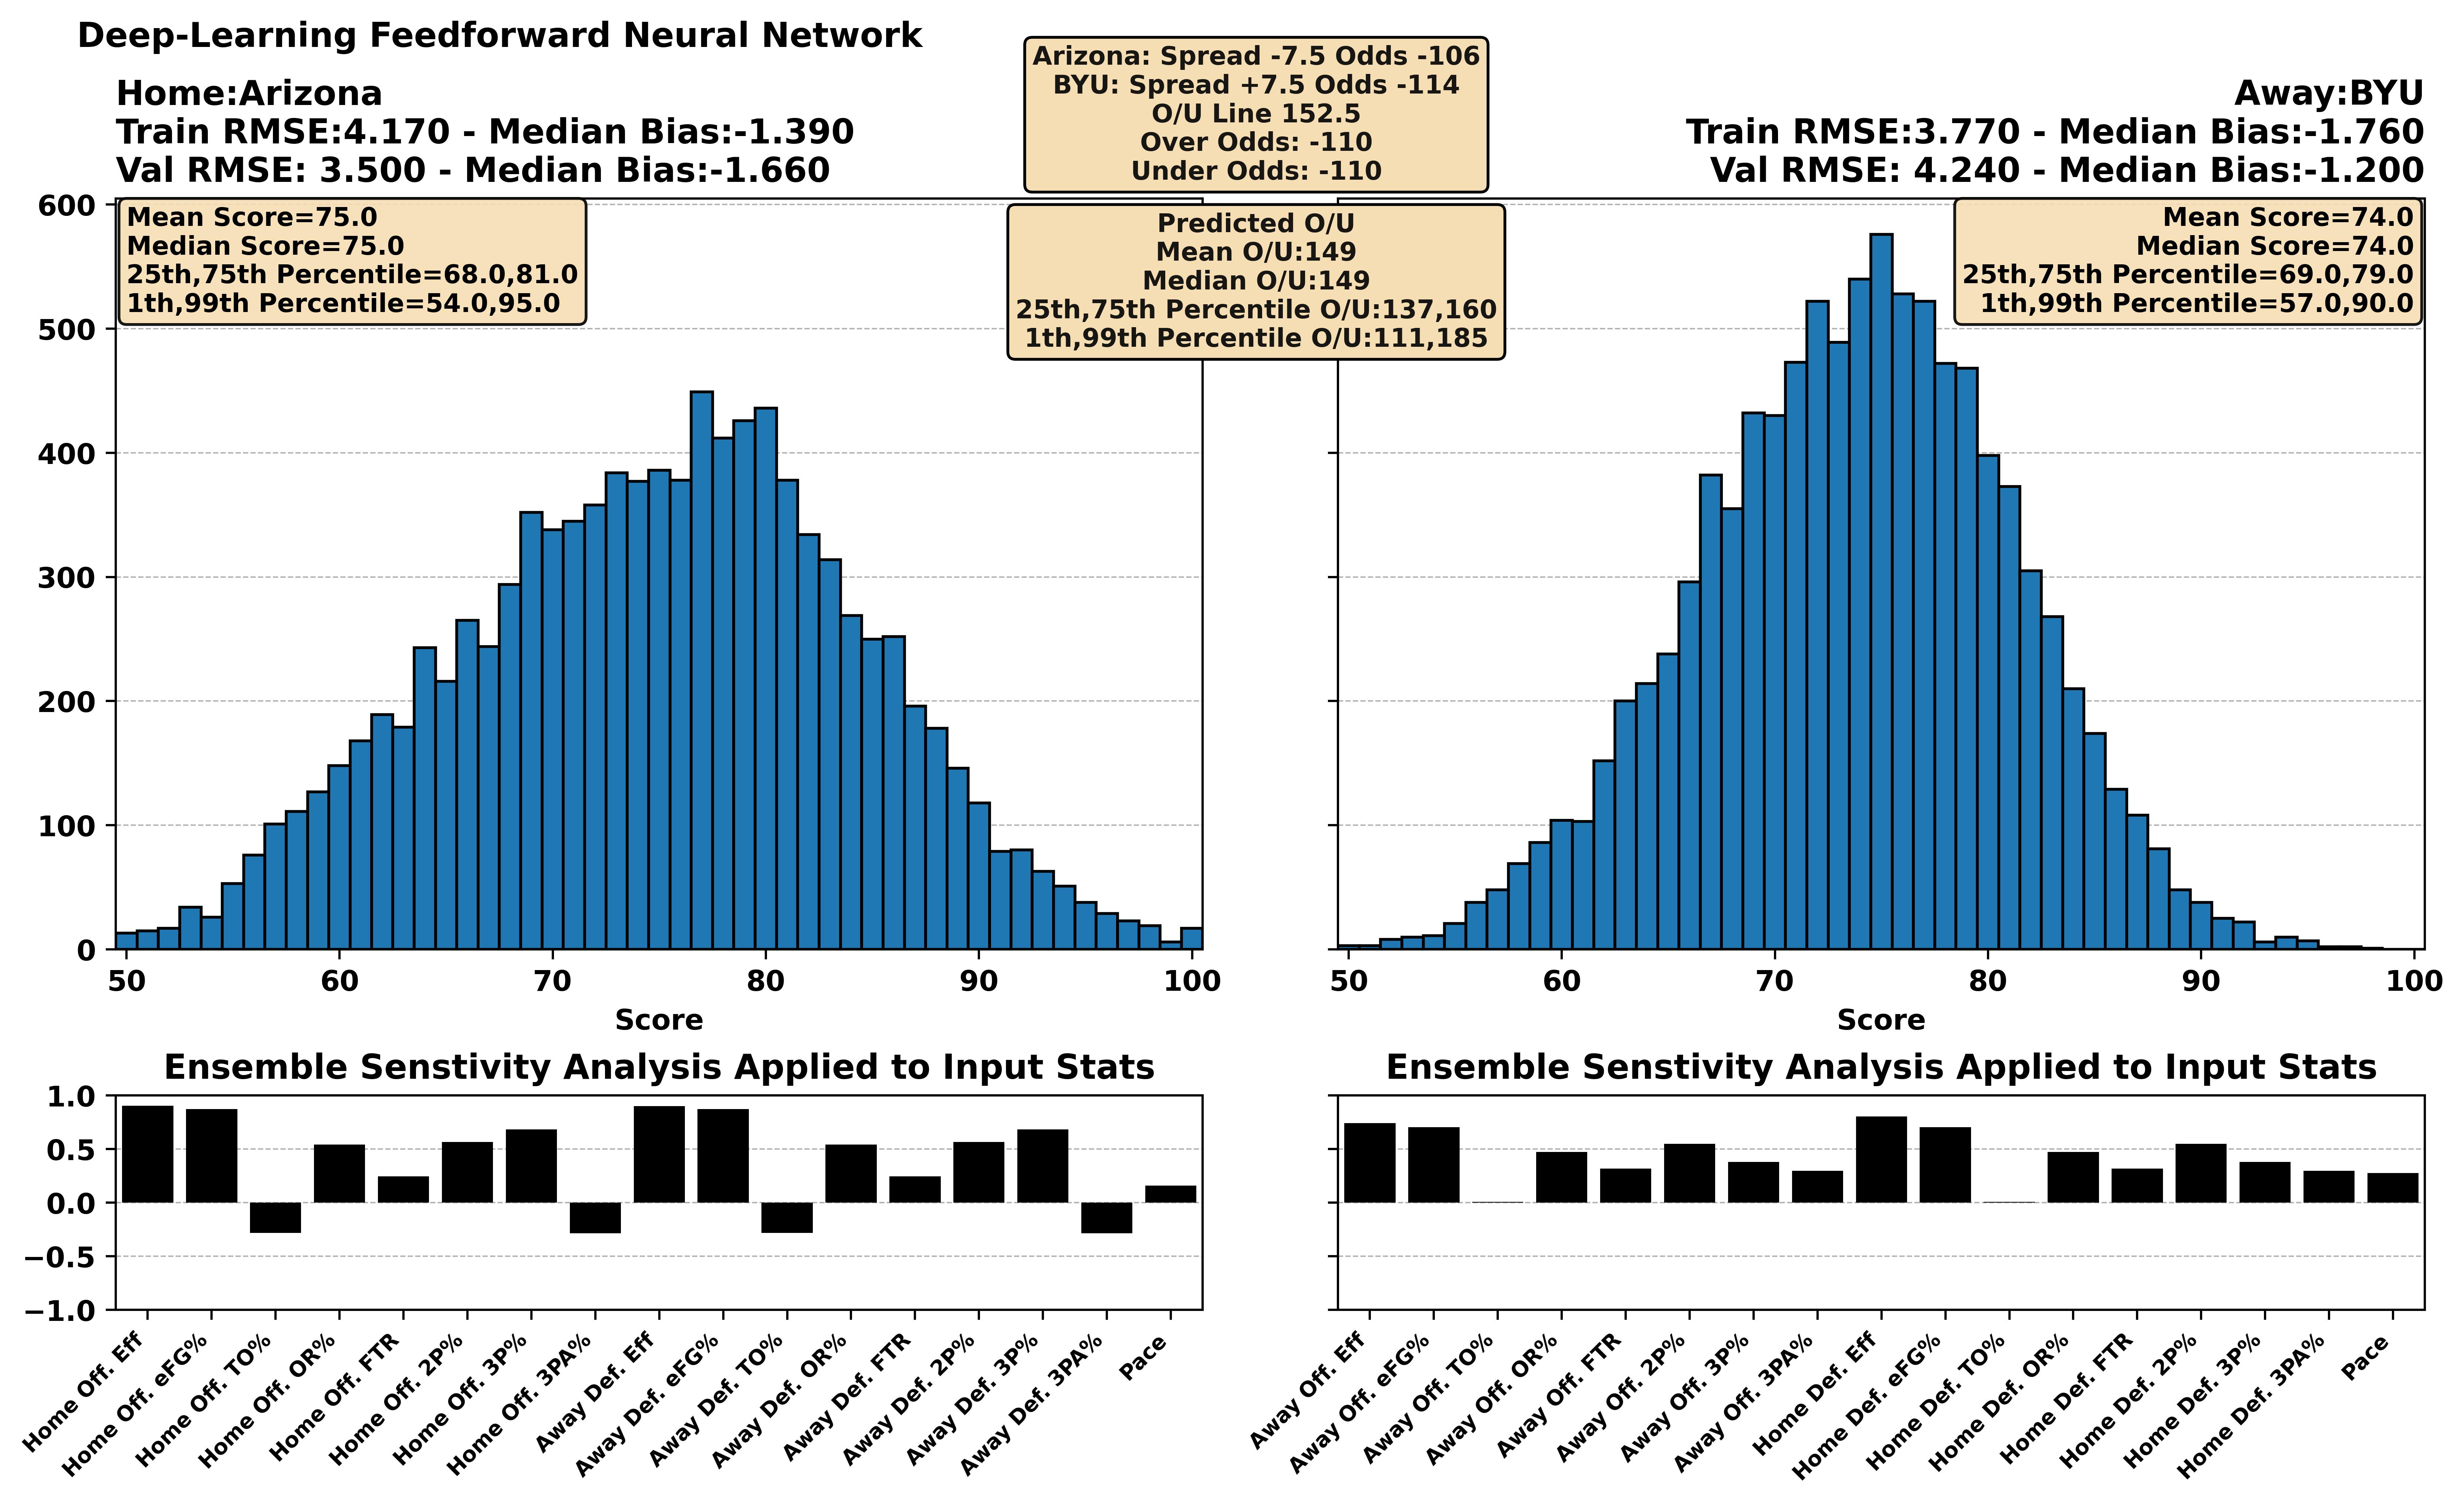 Deep-Learning Feedforward Neural Network
Home:Arizona
Train RMSE:4.170 - Median Bias:-1.390
Val RMSE: 3.500 - Median Bias:-1.660
Arizona: Spread -7.5 Odds -106
BYU: Spread +7.5 Odds -114
O/U Line 152.5
Over Odds: -110
Under Odds: -110
Away:BYU
Train RMSE:3.770 - Median Bias:-1.760
Val RMSE: 4.240 - Median Bias:-1.200
Mean Score=75.0
Median Score=75.0
25th,75th Percentile=68.0,81.0
1th,99th Percentile=54.0,95.0
Predicted O/U
Mean O/U:149
Median O/U:149
25th,75th Percentile O/U:137,160
1th,99th Percentile O/U:111,185
Mean Score=74.0
Median Score=74.0
25th,75th Percentile=69.0,79.0
1th,99th Percentile=57.0,90.0
600
500
400
300
200
100
0
50 60 70 80 90 100
Score
50 60 70 80 90 100
Score
Ensemble Senstivity Analysis Applied to Input Stats
1.0
0.5
0.0
−0.5
−1.0
Home Off. Eff
Home Off. eFG%
Home Off. TO%
Home Off. OR%
Home Off. FTR
Home Off. 2P%
Home Off. 3P%
Home Off. 3PA%
Away Def. Eff
Away Def. eFG%
Away Def. TO%
Away Def. OR%
Away Def. FTR
Away Def. 2P%
Away Def. 3P%
Away Def. 3PA%
Pace
Ensemble Senstivity Analysis Applied to Input Stats
Away Off. Eff
Away Off. eFG%
Away Off. TO%
Away Off. OR%
Away Off. FTR
Away Off. 2P%
Away Off. 3P%
Away Off. 3PA%
Home Def. Eff
Home Def. eFG%
Home Def. TO%
Home Def. OR%
Home Def. FTR
Home Def. 2P%
Home Def. 3P%
Home Def. 3PA%
Pace